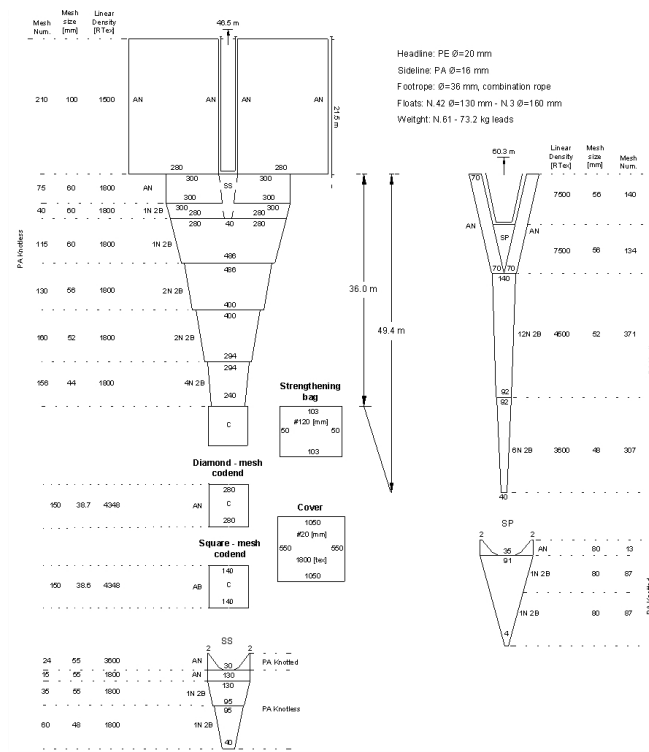 Mesh Num. Mesh size [mm] Linear Density [RTex]
46.5 m
Headline: PE Ø=20 mm
Sideline: PA Ø=16 mm
Footrope: Ø=36 mm, combination rope
Floats: N.42 Ø=130 mm - N.3 Ø=160 mm
Weitght: N.61 - 73.2 kg leads
210 100 1500 AN AN AN AN
21.5 m
280 280
300 300
75 60 1800 AN SS
300 300
40 60 1800 1N 2B 300 280 280
280 40 280
115 60 1800 1N 2B
486
486
130 56 1800 2N 2B
400
400
160 52 1800 2N 2B
294
294
156 44 1800 4N 2B
240
C
PA Knotless
36.0 m
49.4 m
60.3 m
Linear Density [RTex] Mesh size [mm] Mesh Num.
70
7500 56 140
AN AN
SP
7500 56 134
70 70
140
12N 2B 4500 52 371
92
82
6N 2B 3600 48 307
40
Strengthening bag
103
#120 [mm]
50 50
103
Diamond - mesh codend
280
150 38.7 4348 AN C
280
Cover
1050
#20 [mm]
550 550
1800 [tex]
1050
Square - mesh codend
140
150 38.6 4348 AB C
140
SP
2 2
35 AN 80 13
91
1N 2B 80 87
1N 2B 80 87
4
SS
2 2
24 55 3600 AN 30 PA Knotted
15 55 1800 AN 130
130
35 55 1800 1N 2B
95
95
PA Knotless
60 48 1800 1N 2B
40